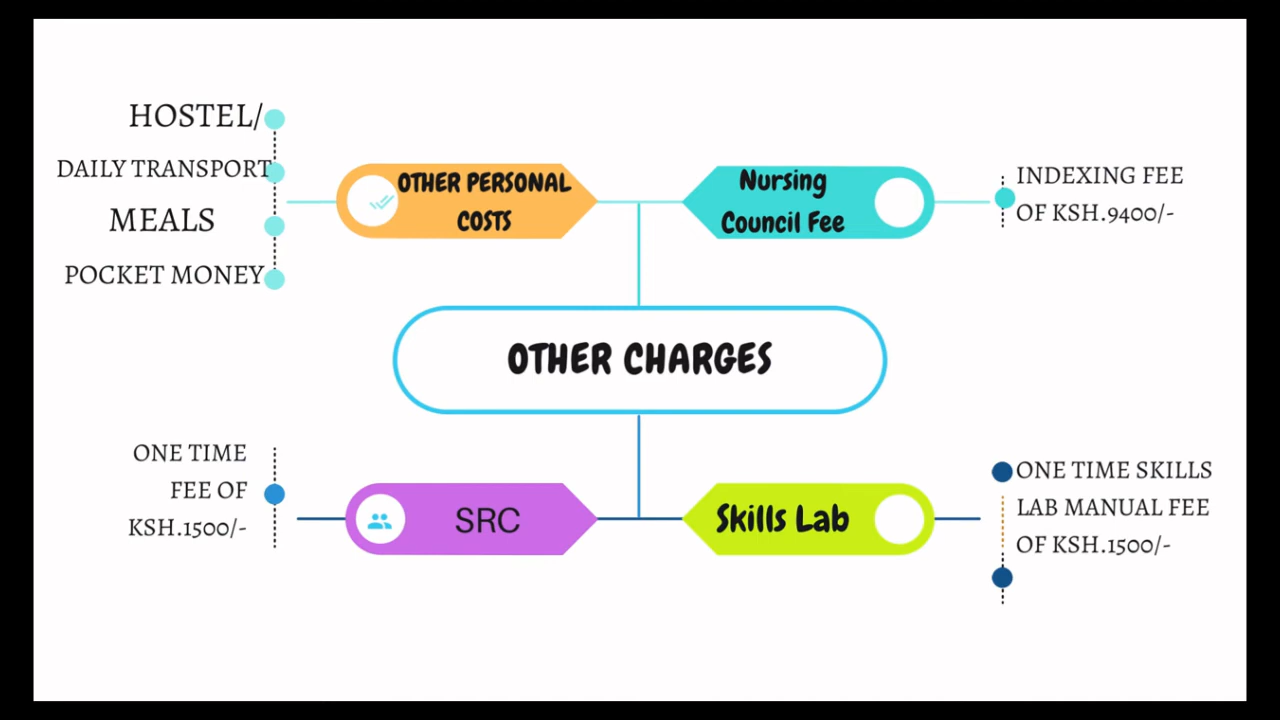 HOSTEL/
DAILY TRANSPORT
MEALS
POCKET MONEY
OTHER PERSONAL
COSTS
Nursing
Council Fee
INDEXING FEE
OF KSH.9400/-
OTHER CHARGES
ONE TIME
FEE OF
KSH.1500/-
SRC
Skills Lab
ONE TIME SKILLS
LAB MANUAL FEE
OF KSH.1500/-